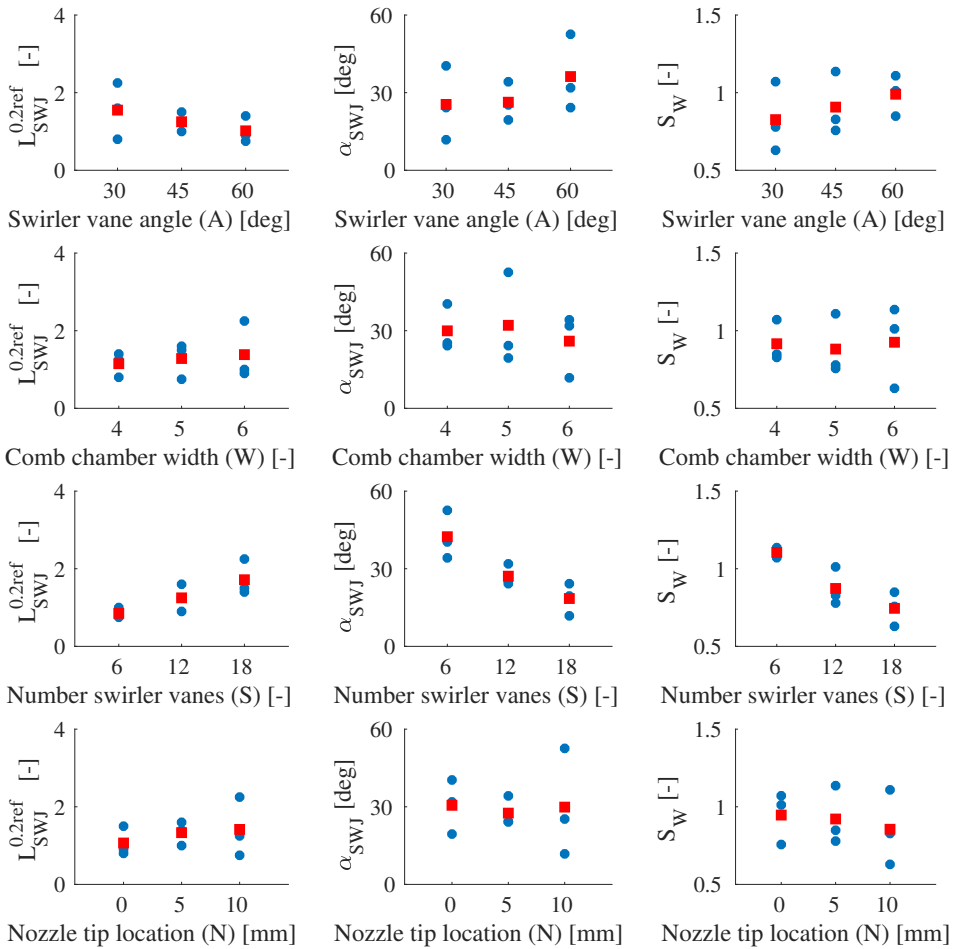 4 60 1.5
L_SWJ^0.2ref [-] 2 α_SWJ [deg] 30 S_W [-] 1
0 0 0.5
30 45 60 30 45 60 30 45 60
Swirler vane angle (A) [deg] Swirler vane angle (A) [deg] Swirler vane angle (A) [deg]
4 60 1.5
L_SWJ^0.2ref [-] 2 α_SWJ [deg] 30 S_W [-] 1
0 0 0.5
4 5 6 4 5 6 4 5 6
Comb chamber width (W) [-] Comb chamber width (W) [-] Comb chamber width (W) [-]
4 60 1.5
L_SWJ^0.2ref [-] 2 α_SWJ [deg] 30 S_W [-] 1
0 0 0.5
6 12 18 6 12 18 6 12 18
Number swirler vanes (S) [-] Number swirler vanes (S) [-] Number swirler vanes (S) [-]
4 60 1.5
L_SWJ^0.2ref [-] 2 α_SWJ [deg] 30 S_W [-] 1
0 0 0.5
0 5 10 0 5 10 0 5 10
Nozzle tip location (N) [mm] Nozzle tip location (N) [mm] Nozzle tip location (N) [mm]